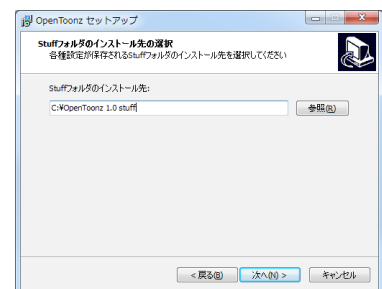 OpenToonz セットアップ
Stuffフォルダのインストール先の選択
各種設定が保存されるStuffフォルダのインストール先を選択してください
Stuffフォルダのインストール先:
C:¥OpenToonz 1.0 stuff
参照(R)
< 戻る(B)
次へ(N) >
キャンセル